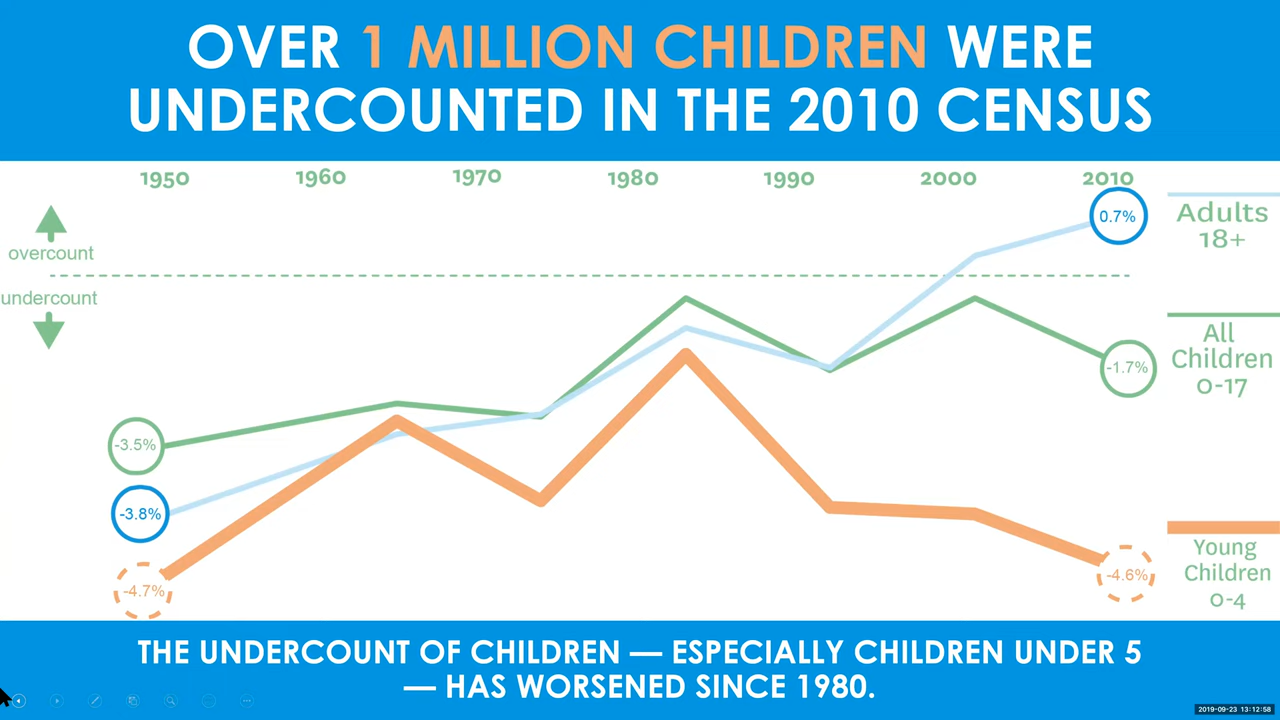 OVER 1 MILLION CHILDREN WERE
UNDERCOUNTED IN THE 2010 CENSUS
1950 1960 1970 1980 1990 2000 2010
overcount
undercount
0.7%
-1.7%
-3.5%
-3.8%
-4.7%
-4.6%
Adults
18+
All
Children
0-17
Young
Children
0-4
THE UNDERCOUNT OF CHILDREN — ESPECIALLY CHILDREN UNDER 5
— HAS WORSENED SINCE 1980.
2019-09-23 13:12:58